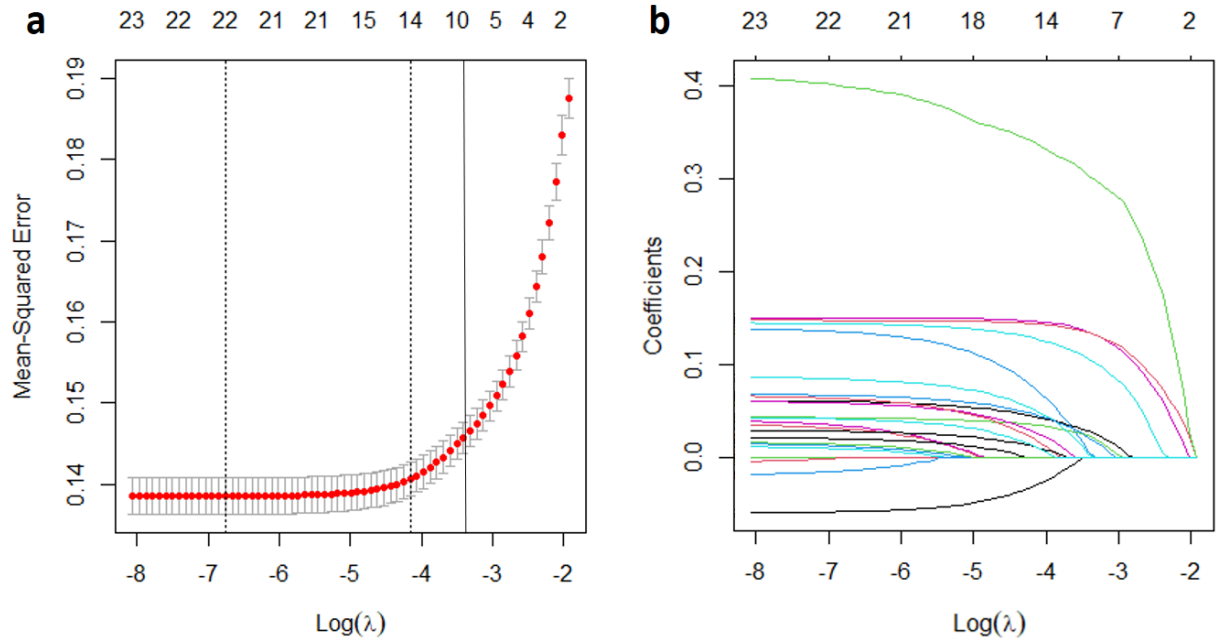 a
23 22 22 22 21 21 15 14 10 5 4 2
Mean-Squared Error
0.19
0.18
0.17
0.16
0.15
0.14
-8 -7 -6 -5 -4 -3 -2
Log(λ)
b
23 22 21 18 14 7 2
Coefficients
0.4
0.3
0.2
0.1
0.0
-8 -7 -6 -5 -4 -3 -2
Log(λ)